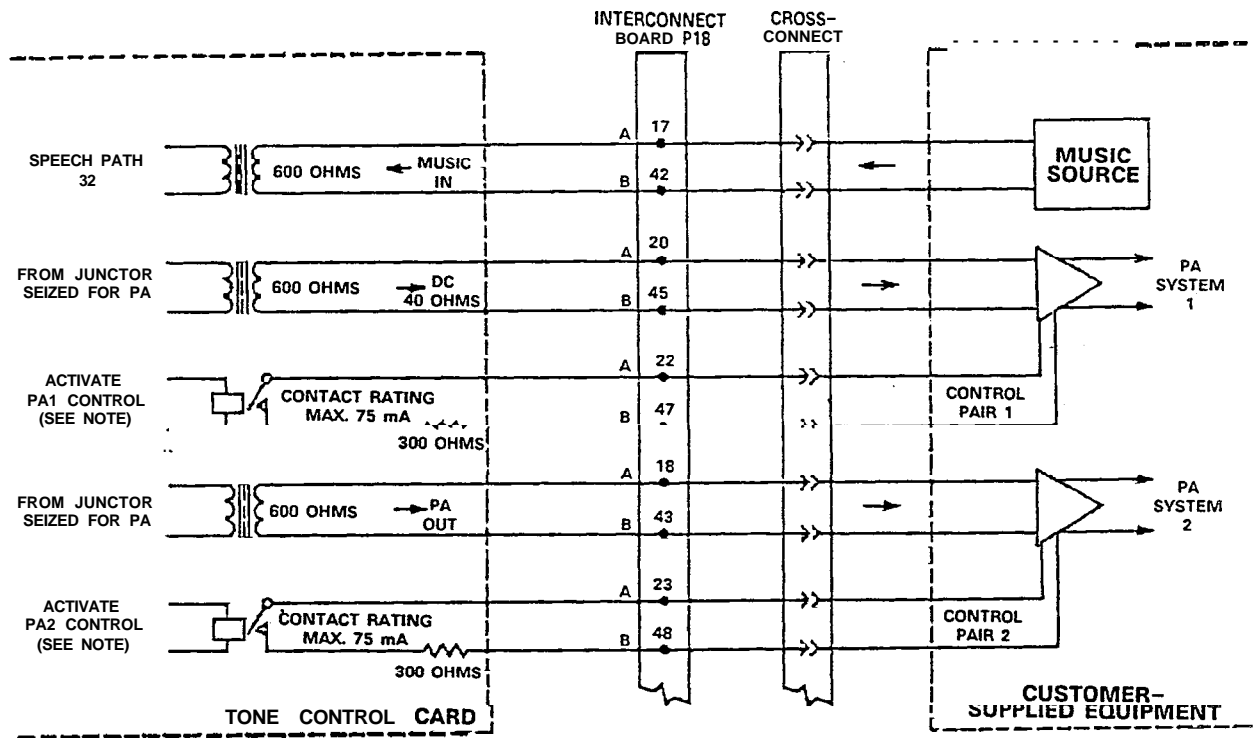 INTERCONNECT
BOARD P18
CROSS-
CONNECT
SPEECH PATH
32
600 OHMS
MUSIC
IN
A
17
B
42
MUSIC
SOURCE
FROM JUNCTOR
SEIZED FOR PA
600 OHMS
DC
40 OHMS
A
20
B
45
PA
SYSTEM
1
ACTIVATE
PA1 CONTROL
(SEE NOTE)
CONTACT RATING
MAX. 75 mA
300 OHMS
A
22
B
47
CONTROL
PAIR 1
FROM JUNCTOR
SEIZED FOR PA
600 OHMS
PA
OUT
A
18
B
43
PA
SYSTEM
2
ACTIVATE
PA2 CONTROL
(SEE NOTE)
CONTACT RATING
MAX. 75 mA
300 OHMS
A
23
B
48
CONTROL
PAIR 2
TONE CONTROL CARD
CUSTOMER-
SUPPLIED EQUIPMENT